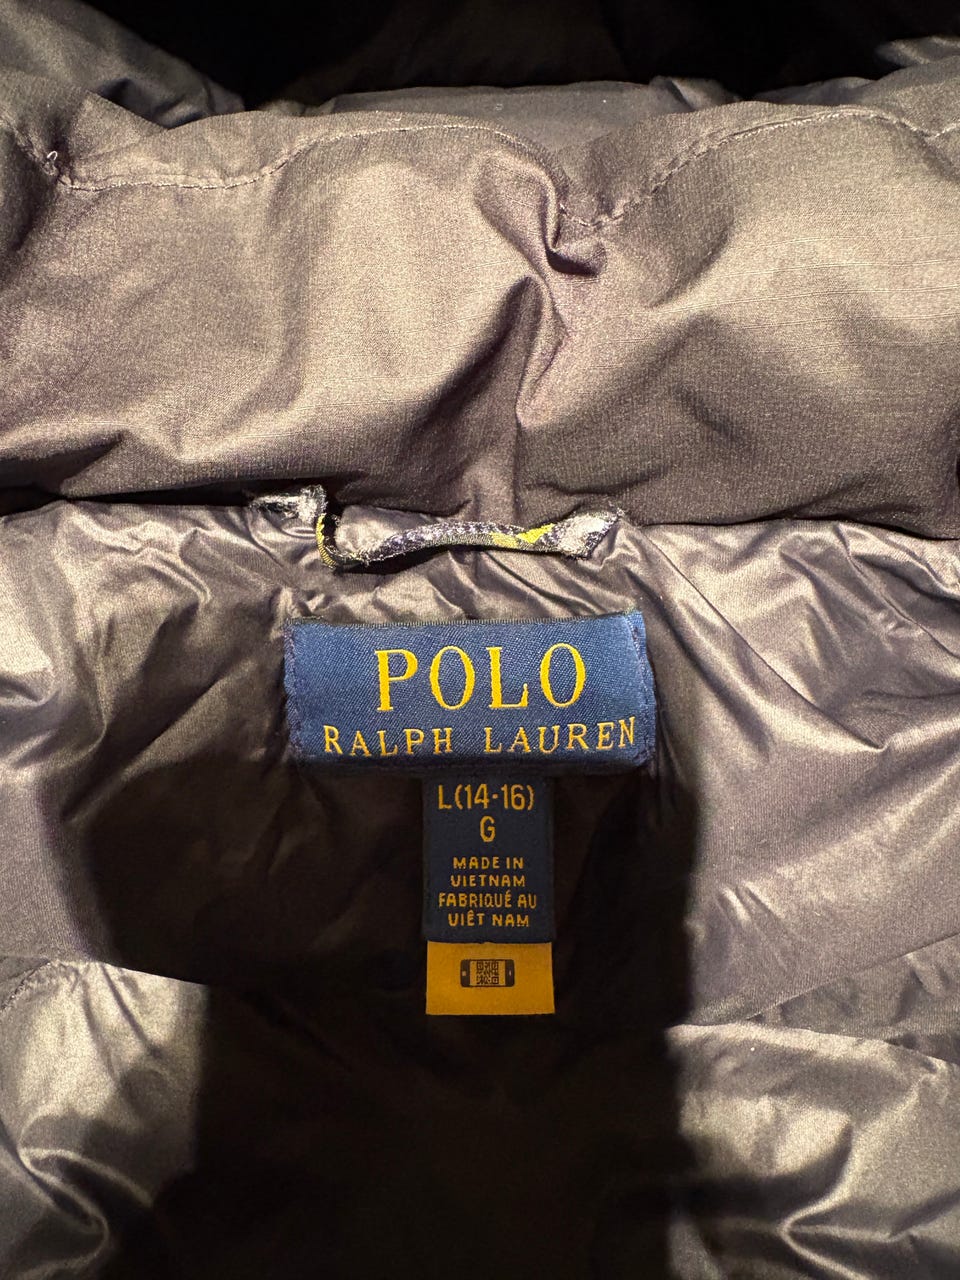 POLO
RALPH LAUREN
L(14-16)
G
MADE IN
VIETNAM
FABRIQUÉ AU
VIÊT NAM